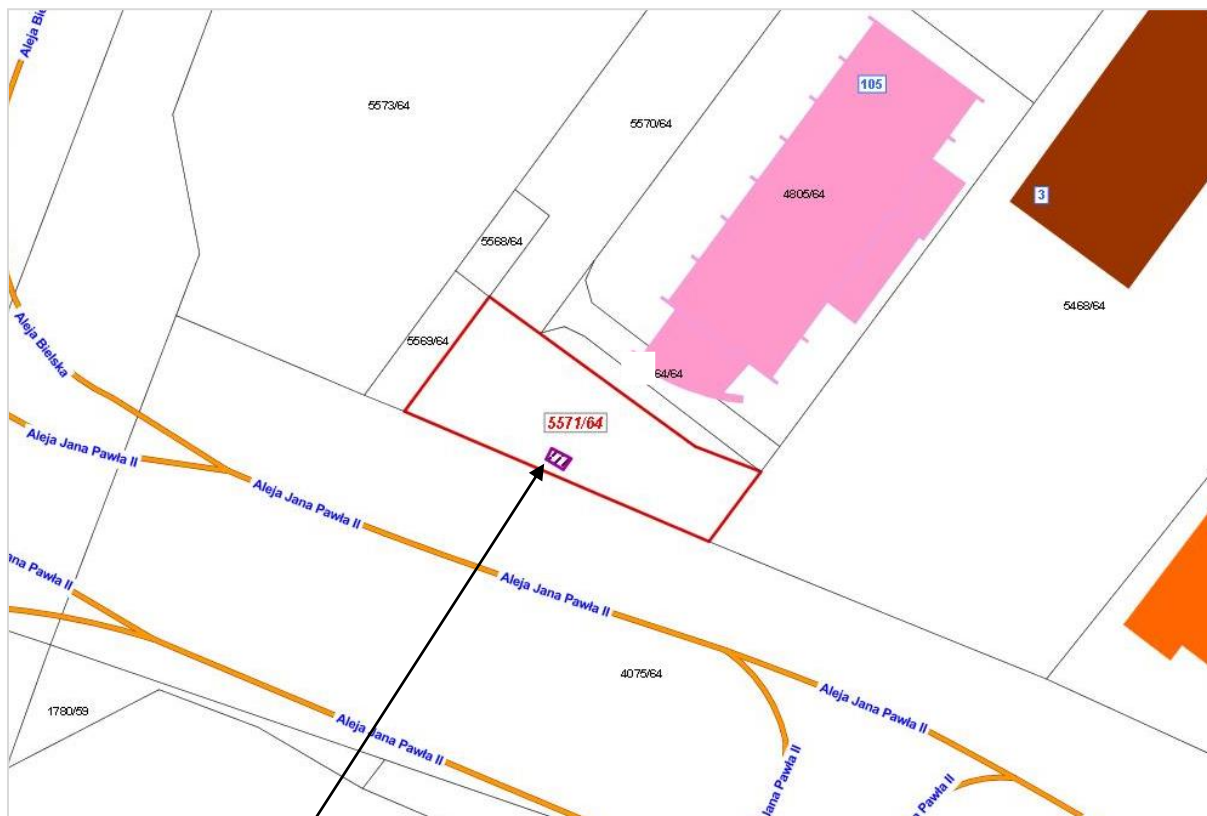 Aleja Bi
5573/64
105
5570/64
4805/64
3
5568/64
5468/64
Aleja Bielska
5569/64
64/64
5571/64
Aleja Jana Pawła II
Aleja Jana Pawła II
Aleja Jana Pawła II
Pawła II
4075/64
Aleja Jana Pawła II
1780/59
Aleja Jana Pawła II
Jana Pawła II
Pawła II